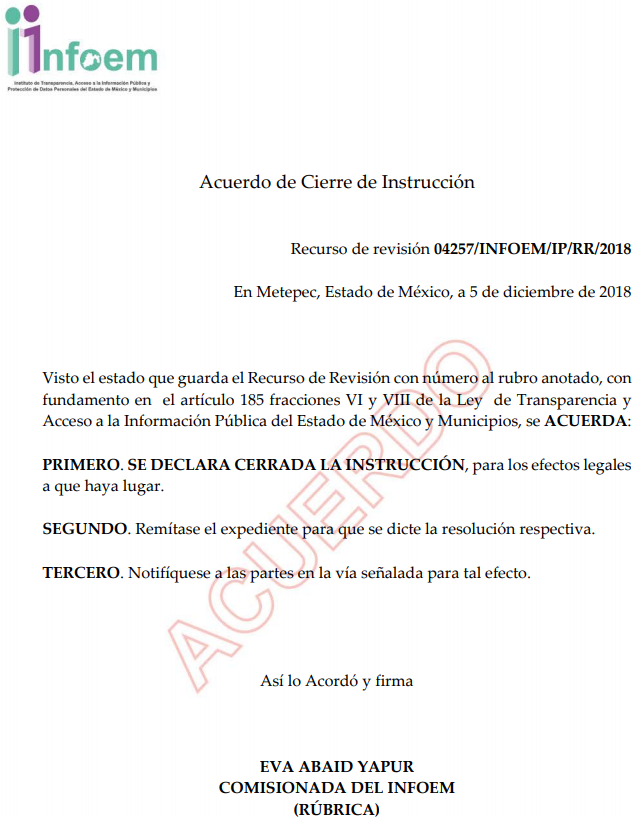 infoem
Instituto de Transparencia, Acceso a la Información Pública y
Protección de Datos Personales del Estado de México y Municipios
Acuerdo de Cierre de Instrucción
Recurso de revisión 04257/INFOEM/IP/RR/2018
En Metepec, Estado de México, a 5 de diciembre de 2018
Visto el estado que guarda el Recurso de Revisión con número al rubro anotado, con
fundamento en el artículo 185 fracciones VI y VIII de la Ley de Transparencia y
Acceso a la Información Pública del Estado de México y Municipios, se ACUERDA:
PRIMERO. SE DECLARA CERRADA LA INSTRUCCIÓN, para los efectos legales
a que haya lugar.
SEGUNDO. Remítase el expediente para que se dicte la resolución respectiva.
TERCERO. Notifíquese a las partes en la vía señalada para tal efecto.
ACUERDO
Así lo Acordó y firma
EVA ABAID YAPUR
COMISIONADA DEL INFOEM
(RÚBRICA)